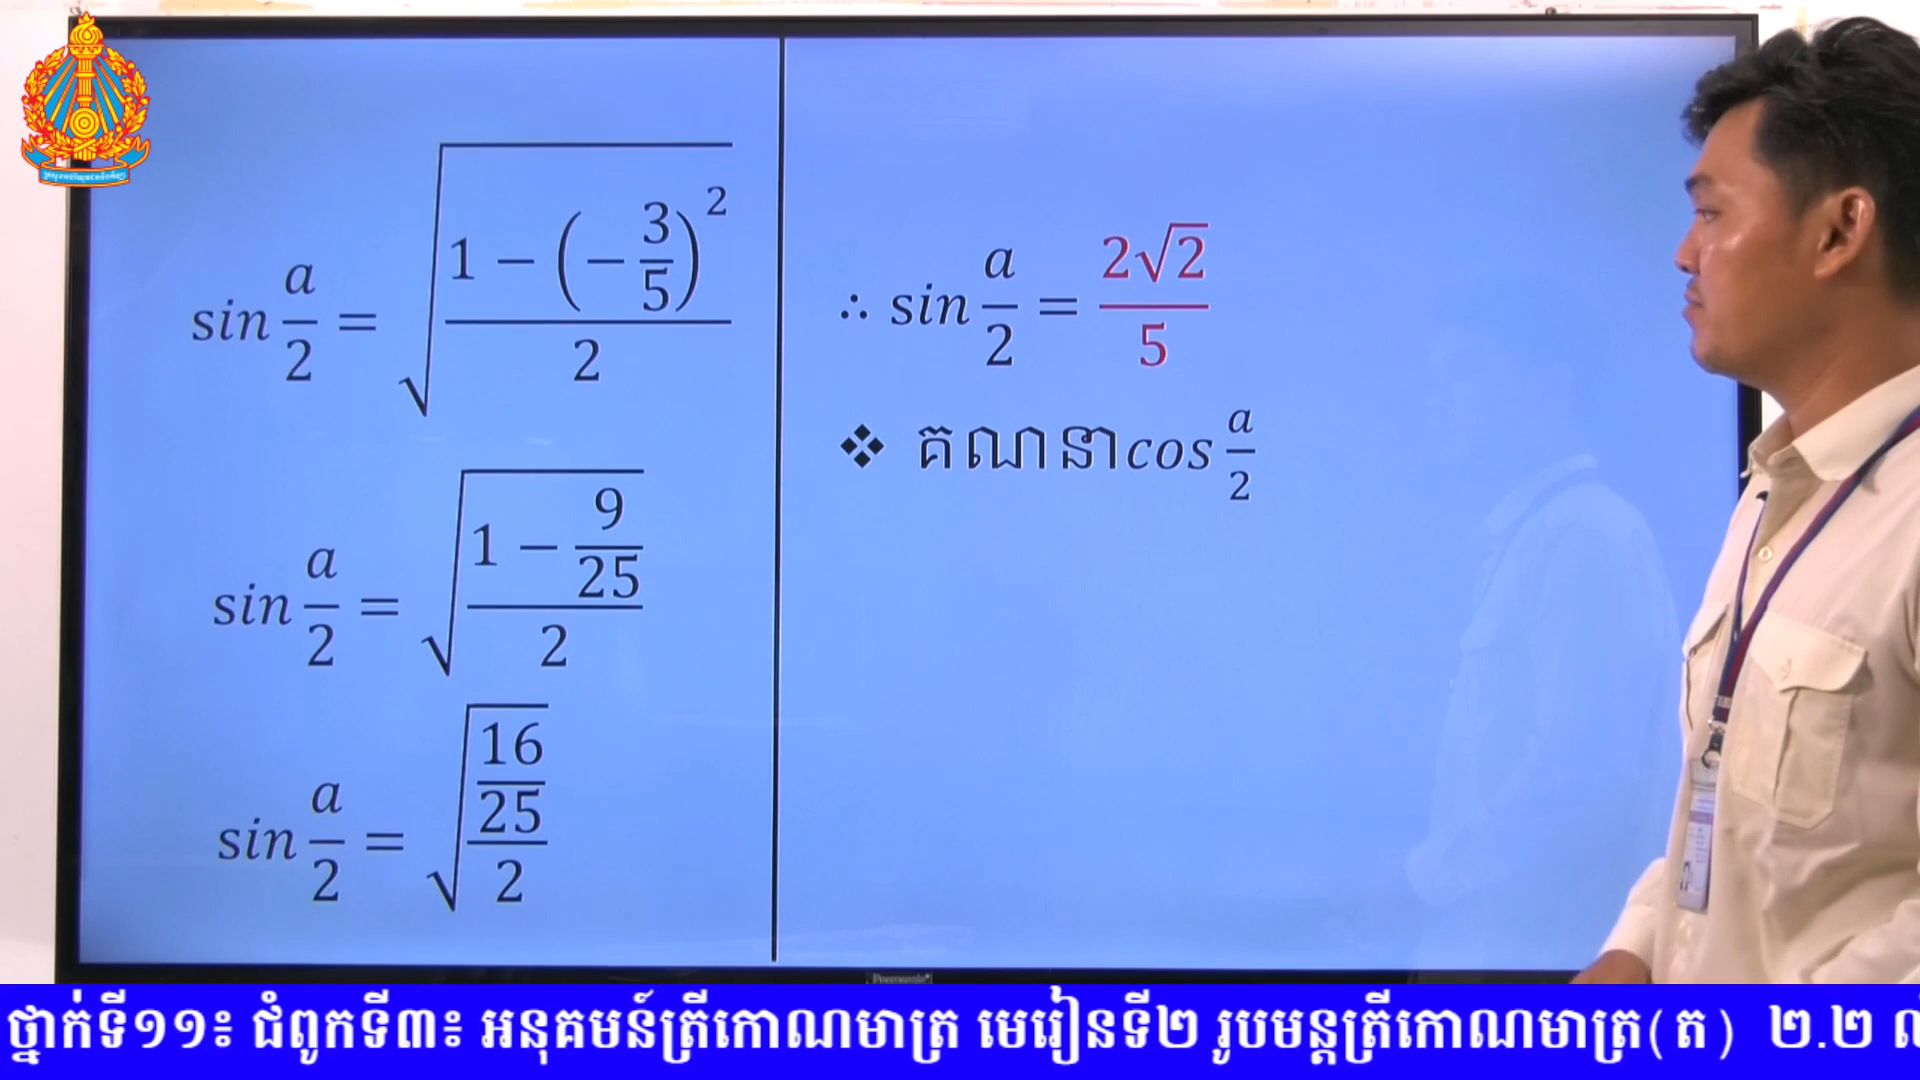 sin a/2 = √((1 − (−3/5)²)/2)
sin a/2 = √((1 − 9/25)/2)
sin a/2 = √((16/25)/2)
∴ sin a/2 = 2√2/5
❖ គណនា cos a/2
ថ្នាក់ទី១១៖ ជំពូកទី៣៖ អនុគមន៍ត្រីកោណមាត្រ មេរៀនទី២ រូបមន្តត្រីកោណមាត្រ(ត) ២.២